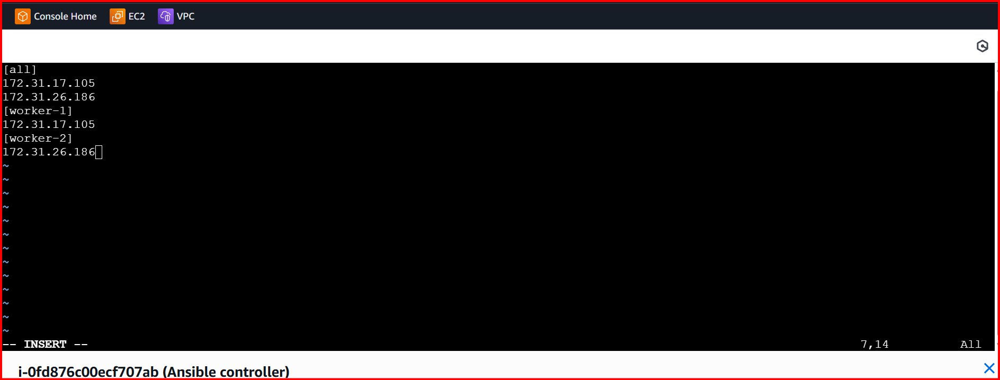 Console Home EC2 VPC
[all]
172.31.17.105
172.31.26.186
[worker-1]
172.31.17.105
[worker-2]
172.31.26.186
~
~
~
~
~
~
~
~
~
~
~
~
~
-- INSERT -- 7,14 All
i-0fd876c00ecf707ab (Ansible controller)